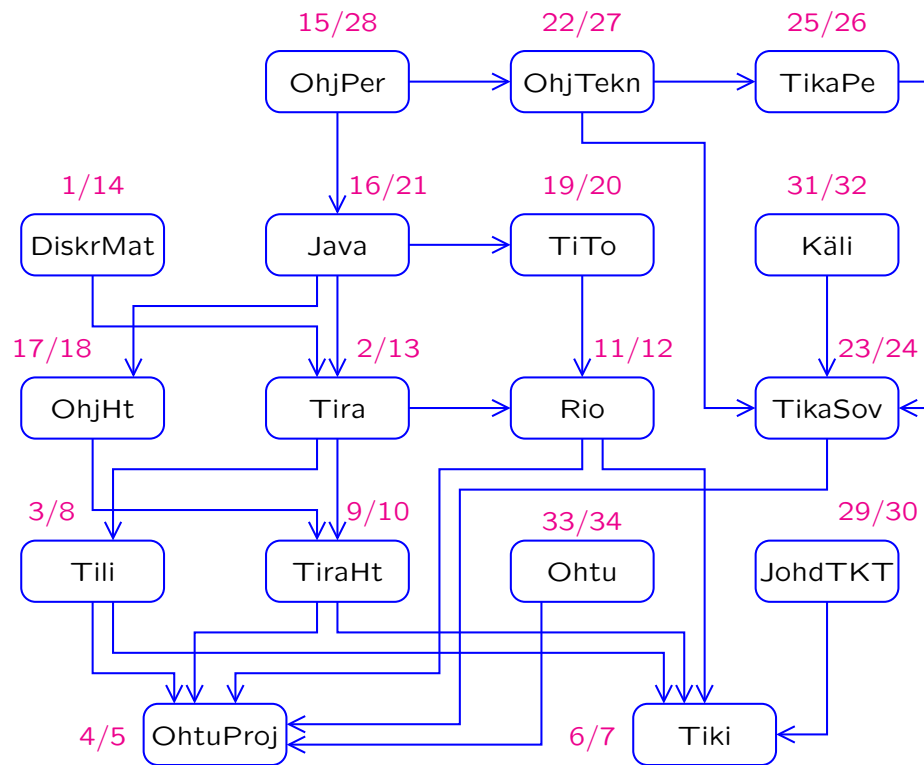 15/28 22/27 25/26
OhjPer OhjTekn TikaPe
1/14 16/21 19/20 31/32
DiskrMat Java TiTo Käli
17/18 2/13 11/12 23/24
OhjHt Tira Rio TikaSov
3/8 9/10 33/34 29/30
Tili TiraHt Ohtu JohdTKT
4/5 OhtuProj 6/7 Tiki